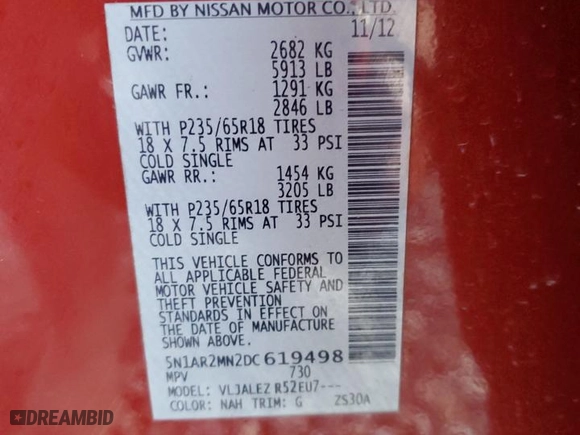 MFD BY NISSAN MOTOR CO., LTD.
DATE: 11/12
GVWR: 2682 KG
5913 LB
GAWR FR.: 1291 KG
2846 LB
WITH P235/65R18 TIRES
18 X 7.5 RIMS AT 33 PSI
COLD SINGLE
GAWR RR.: 1454 KG
3205 LB
WITH P235/65R18 TIRES
18 X 7.5 RIMS AT 33 PSI
COLD SINGLE
THIS VEHICLE CONFORMS TO
ALL APPLICABLE FEDERAL
MOTOR VEHICLE SAFETY AND
THEFT PREVENTION
STANDARDS IN EFFECT ON
THE DATE OF MANUFACTURE
SHOWN ABOVE.
5N1AR2MN2DC619498
MPV 730
MODEL: VLJALEZ R52EU7---
COLOR: NAH TRIM: G ZS30A
DREAMBID